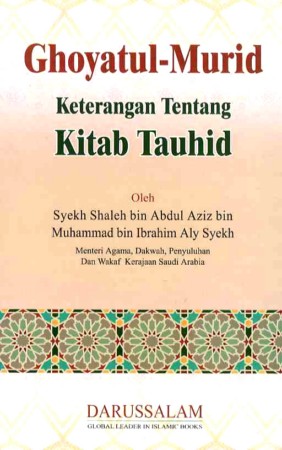 Ghoyatul-Murid
Keterangan Tentang
Kitab Tauhid
Oleh
Syekh Shaleh bin Abdul Aziz bin
Muhammad bin Ibrahim Aly Syekh
Menteri Agama, Dakwah, Penyuluhan
Dan Wakaf Kerajaan Saudi Arabia
DARUSSALAM
GLOBAL LEADER IN ISLAMIC BOOKS